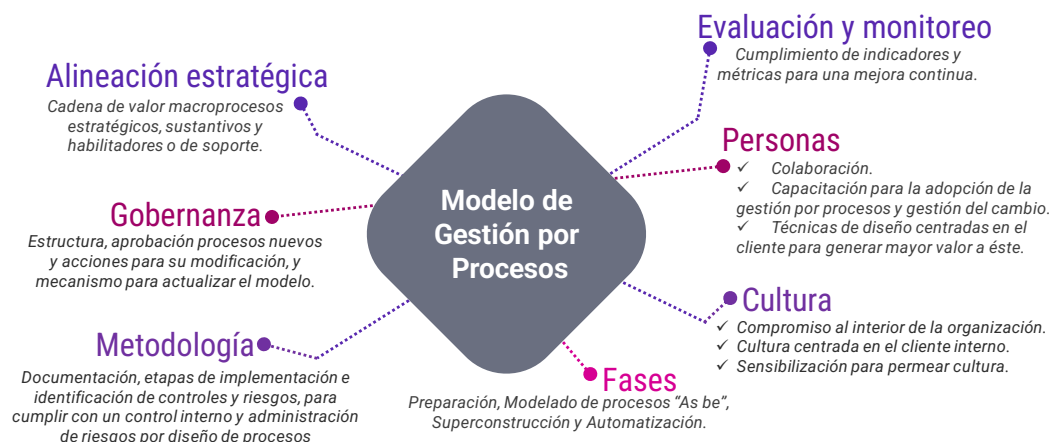 Alineación estratégica
Cadena de valor macroprocesos
estratégicos, sustantivos y
habilitadores o de soporte.
Gobernanza
Estructura, aprobación procesos nuevos
y acciones para su modificación, y
mecanismo para actualizar el modelo.
Metodología
Documentación, etapas de implementación e
identificación de controles y riesgos, para
cumplir con un control interno y administración
de riesgos por diseño de procesos
Modelo de
Gestión por
Procesos
Evaluación y monitoreo
Cumplimiento de indicadores y
métricas para una mejora continua.
Personas
✓ Colaboración.
✓ Capacitación para la adopción de la
gestión por procesos y gestión del cambio.
✓ Técnicas de diseño centradas en el
cliente para generar mayor valor a éste.
Cultura
✓ Compromiso al interior de la organización.
✓ Cultura centrada en el cliente interno.
✓ Sensibilización para permear cultura.
Fases
Preparación, Modelado de procesos “As be”,
Superconstrucción y Automatización.